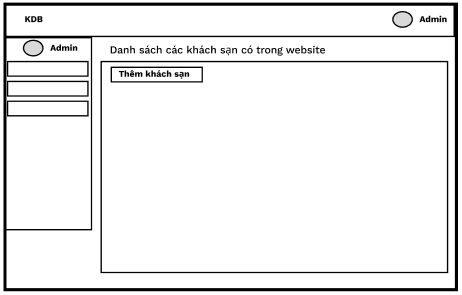 KDB
Admin
Admin
Danh sách các khách sạn có trong website
Thêm khách sạn